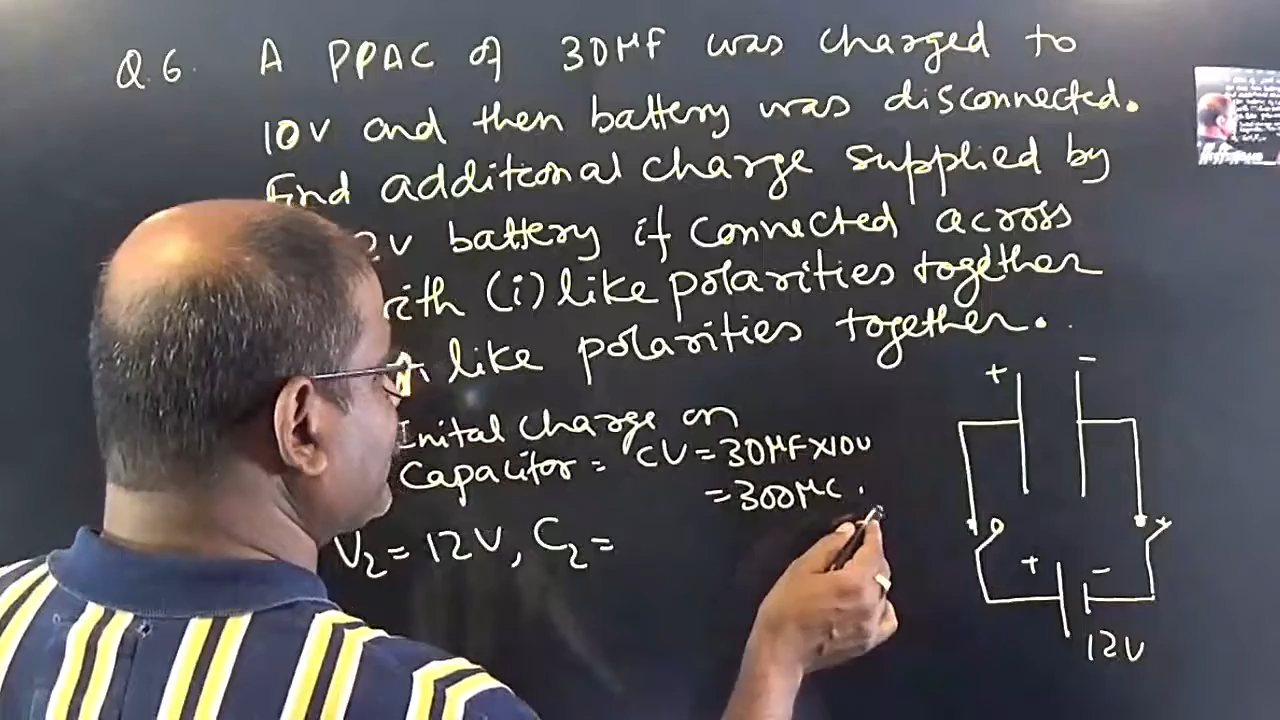 Q.6. A PPAC of 30μF was charged to
10V and then battery was disconnected.
Find additional charge supplied by
2V battery if connected across
with (i) like polarities together
like polarities together.
Inital charge on
Capacitor = CV = 30μF×10V
= 300μC.
V2 = 12V, C2 =
+ -
+ -
12V